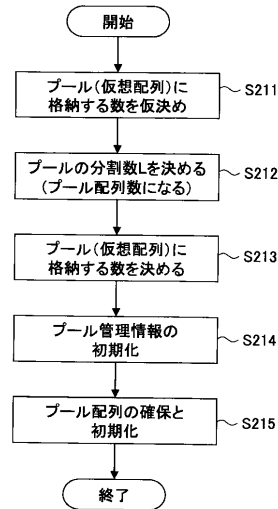 開始
プール(仮想配列)に
格納する数を仮決め
S211
プールの分割数Lを決める
(プール配列数になる)
S212
プール(仮想配列)に
格納する数を決める
S213
プール管理情報の
初期化
S214
プール配列の確保と
初期化
S215
終了